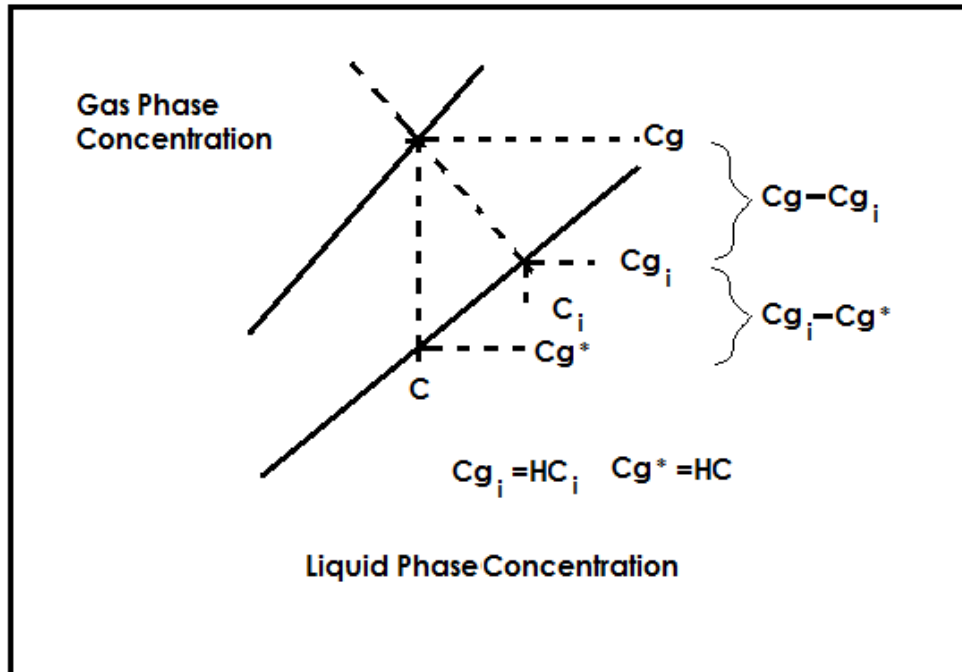 Gas Phase
Concentration
Cg
Cg–Cgᵢ
Cgᵢ
Cᵢ
Cgᵢ–Cg*
Cg*
C
Cgᵢ=HCᵢ Cg*=HC
Liquid Phase Concentration